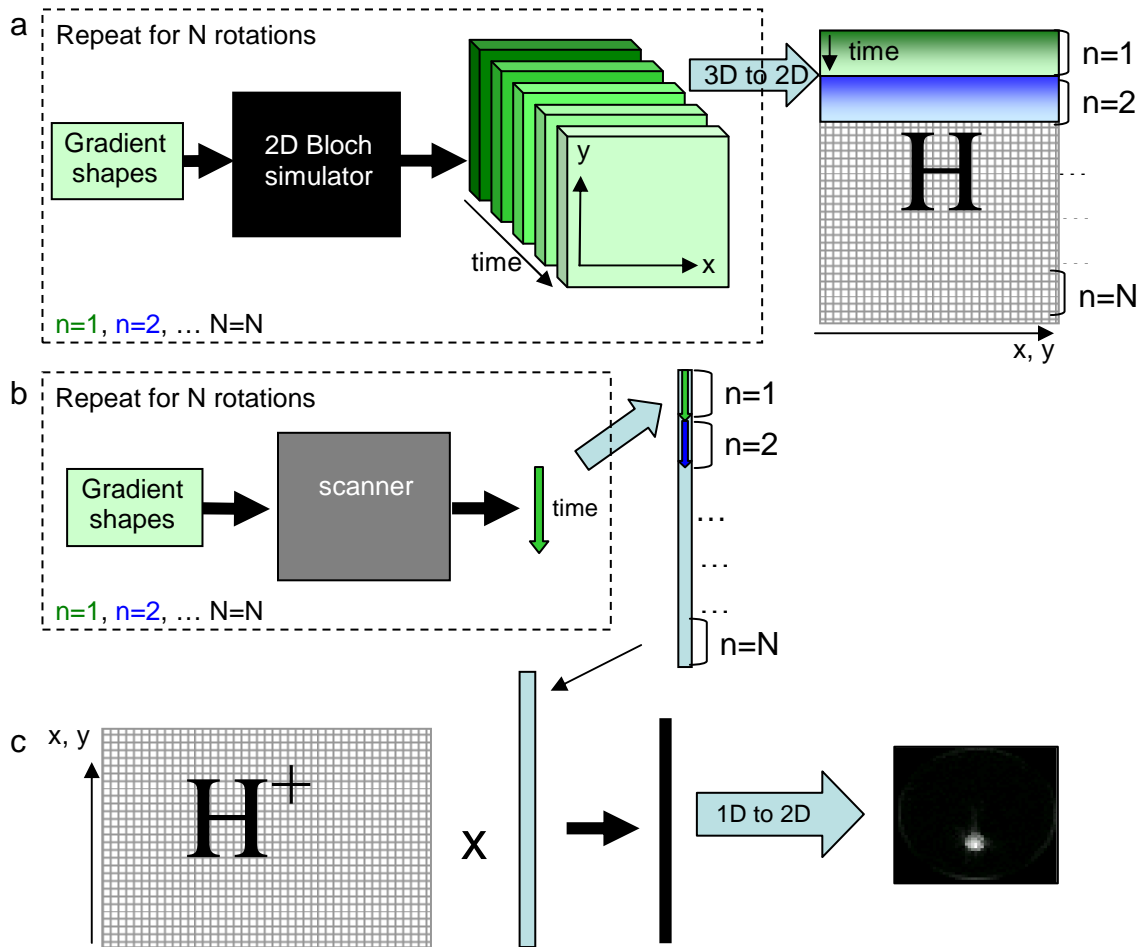 a
Repeat for N rotations
Gradient
shapes
2D Bloch
simulator
y
x
time
n=1, n=2, … N=N
3D to 2D
time
n=1
n=2
H
...
...
...
n=N
x, y
b
Repeat for N rotations
Gradient
shapes
scanner
time
n=1, n=2, … N=N
n=1
n=2
...
...
...
n=N
c
x, y
H+
x
1D to 2D